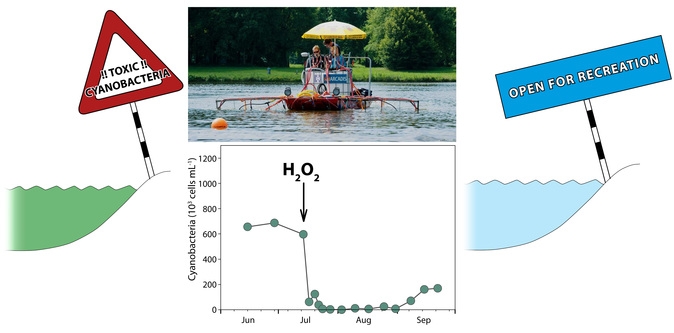 !! TOXIC !!
CYANOBACTERIA
ARCADIS
OPEN FOR RECREATION
H₂O₂
Cyanobacteria (10³ cells mL⁻¹)
1200
1000
800
600
400
200
0
Jun
Jul
Aug
Sep